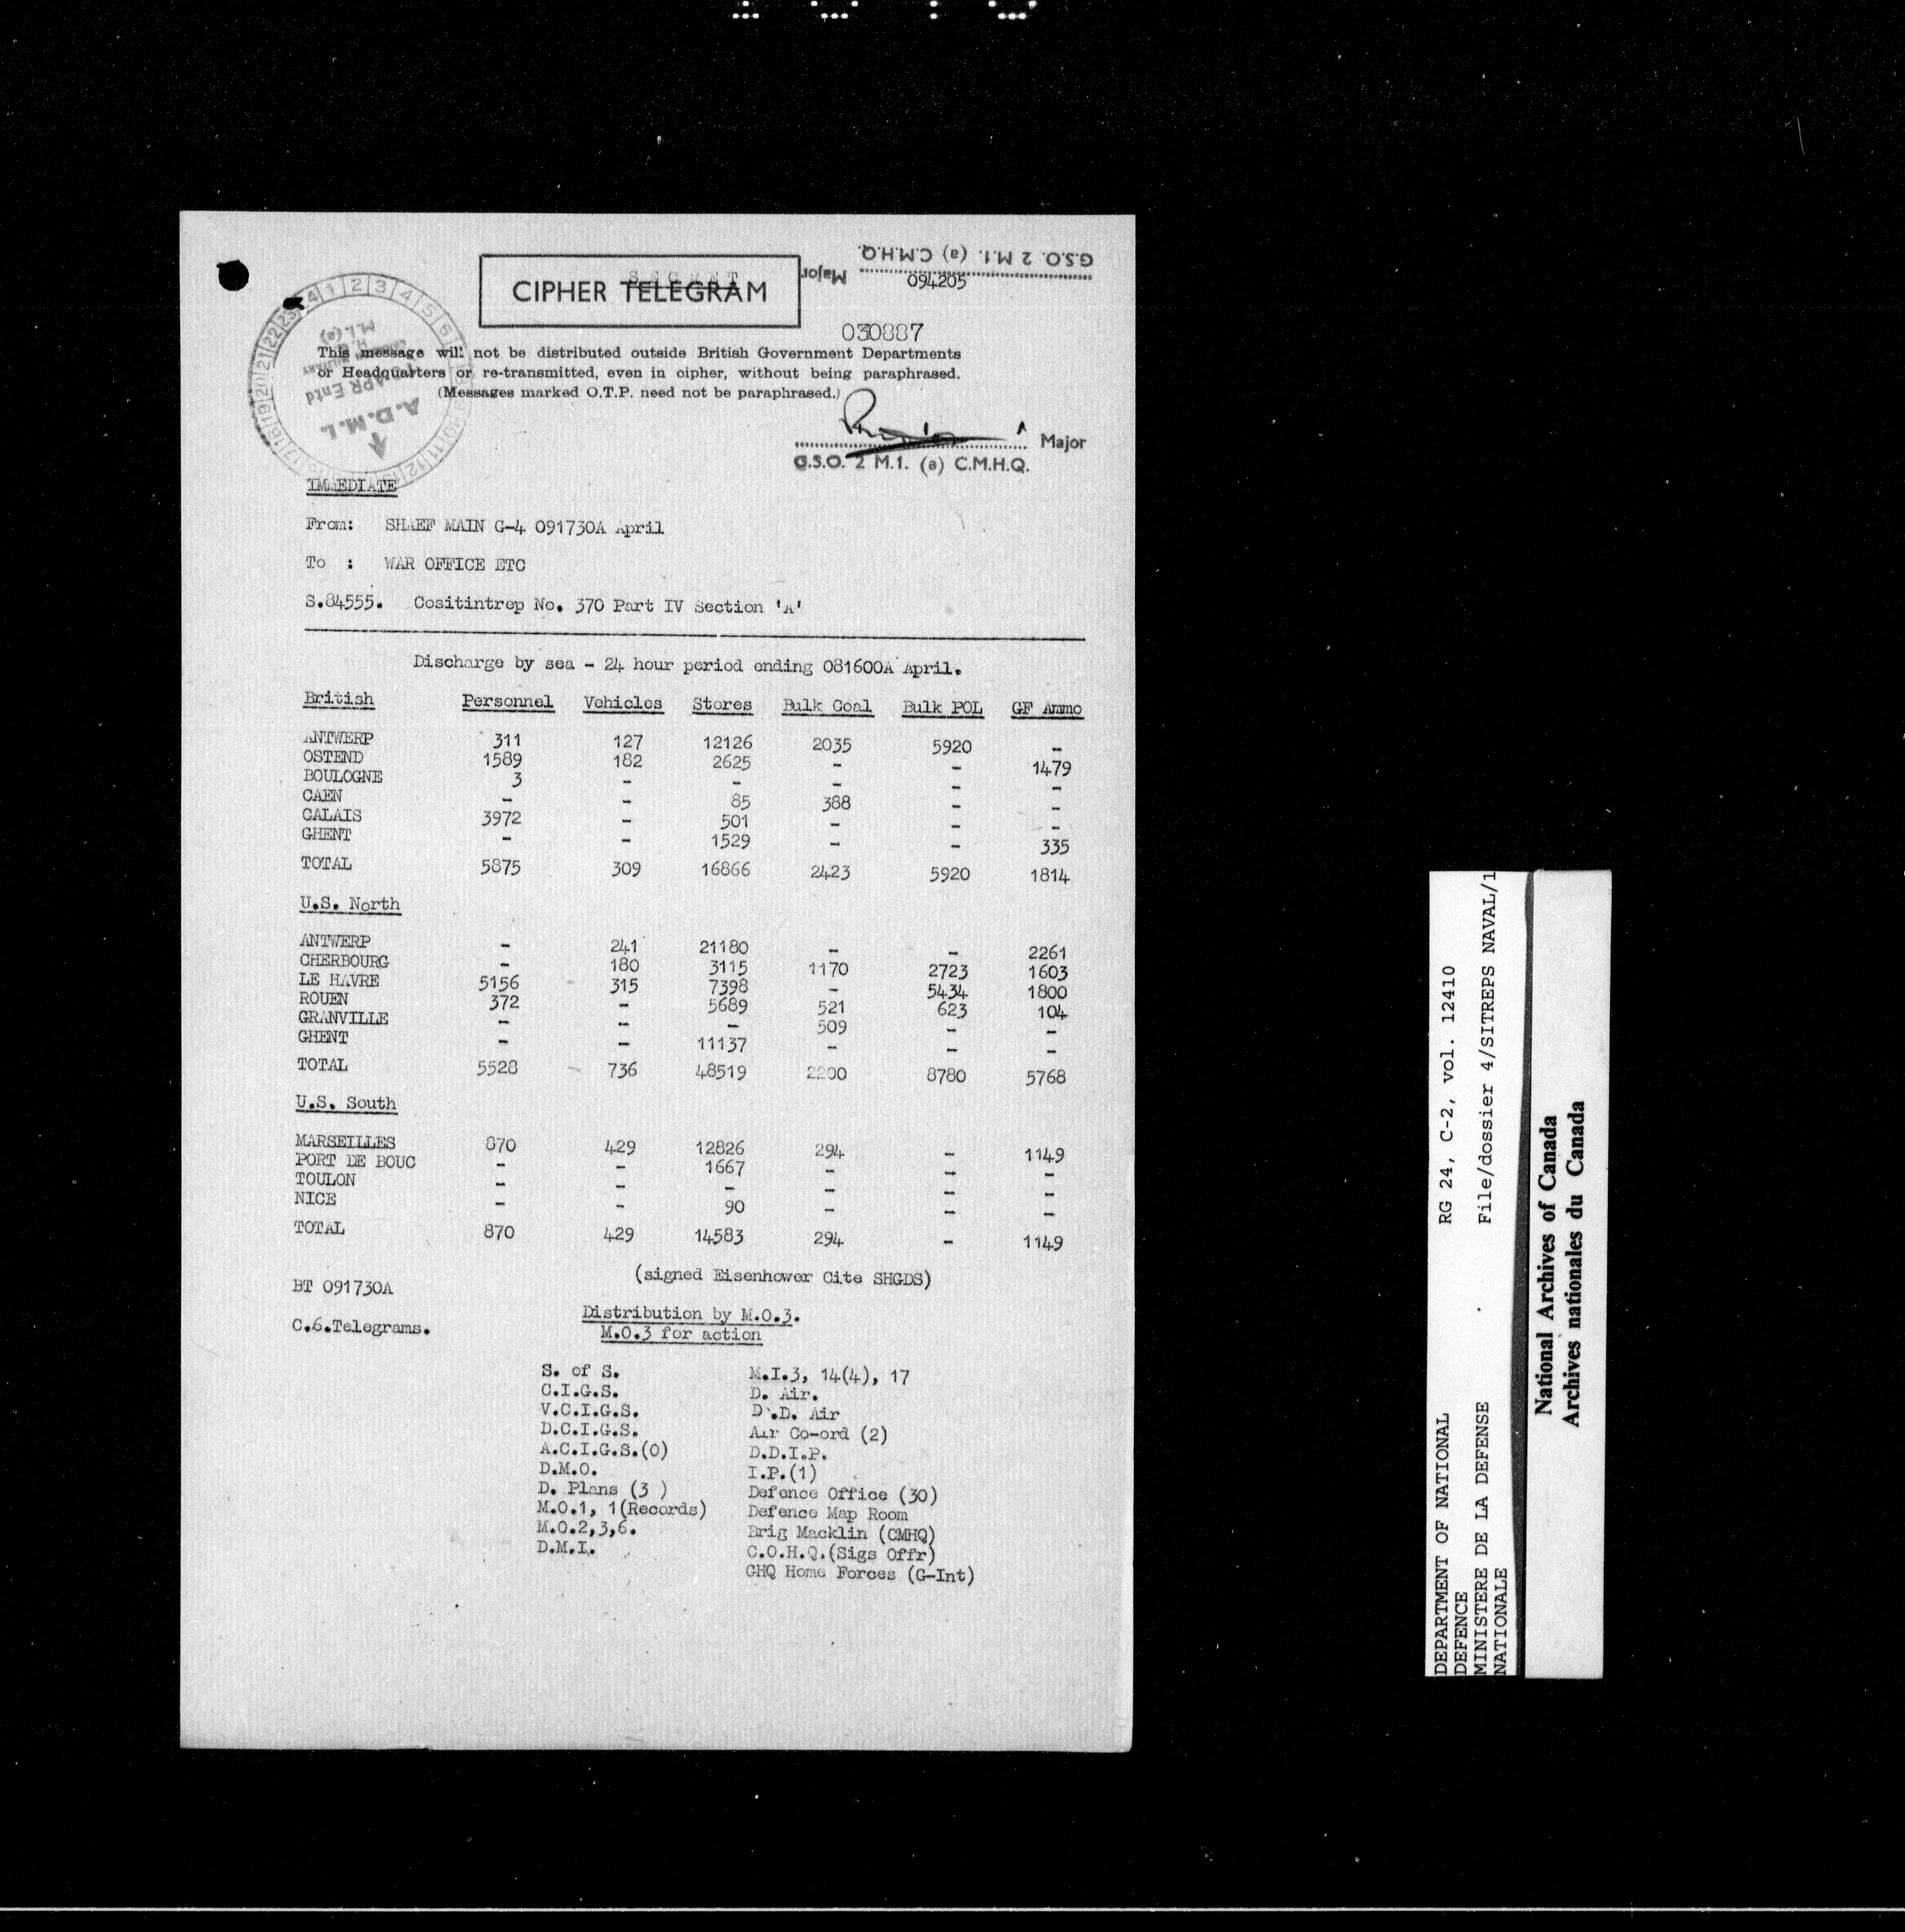 G.S.O. 2 M.I. (a) C.M.H.Q.
Major
SECRET
CIPHER TELEGRAM
094205
030887
This message will not be distributed outside British Government Departments
or Headquarters or re-transmitted, even in cipher, without being paraphrased.
(Messages marked O.T.P. need not be paraphrased.)
A.D.M.I.
APR Entd
M.I.(a)
Major
G.S.O. 2 M.I. (a) C.M.H.Q.
IMMEDIATE
From: SHAEF MAIN G-4 091730A April
To : WAR OFFICE ETC
S.84555. Cositintrep No. 370 Part IV Section 'A'
Discharge by sea - 24 hour period ending 081600A April.
British Personnel Vehicles Stores Bulk Coal Bulk POL GF Ammo
ANTWERP 311 127 12126 2035 5920 -
OSTEND 1589 182 2625 - - 1479
BOULOGNE 3 - - - - -
CAEN - - 85 388 - -
CALAIS 3972 - 501 - - -
GHENT - - 1529 - - 335
TOTAL 5875 309 16866 2423 5920 1814
U.S. North
ANTWERP - 241 21180 - - 2261
CHERBOURG - 180 3115 1170 2723 1603
LE HAVRE 5156 315 7398 - 5434 1800
ROUEN 372 - 5689 521 623 104
GRANVILLE - - - 509 - -
GHENT - - 11137 - - -
TOTAL 5528 736 48519 2200 8780 5768
U.S. South
MARSEILLES 870 429 12826 294 - 1149
PORT DE BOUC - - 1667 - - -
TOULON - - - - - -
NICE - - 90 - - -
TOTAL 870 429 14583 294 - 1149
(signed Eisenhower Cite SHGDS)
BT 091730A
C.6.Telegrams.
Distribution by M.O.3.
M.O.3 for action
S. of S. M.I.3, 14(4), 17
C.I.G.S. D. Air.
V.C.I.G.S. D.D. Air
D.C.I.G.S. Air Co-ord (2)
A.C.I.G.S.(O) D.D.I.P.
D.M.O. I.P.(1)
D. Plans (3 ) Defence Office (30)
M.O.1, 1(Records) Defence Map Room
M.O.2,3,6. Brig Macklin (CMHQ)
D.M.I. C.O.H.Q.(Sigs Offr)
GHQ Home Forces (G-Int)
DEPARTMENT OF NATIONAL RG 24, C-2, vol. 12410
DEFENCE
MINISTERE DE LA DEFENSE File/dossier 4/SITREPS NAVAL/1
NATIONALE
National Archives of Canada
Archives nationales du Canada